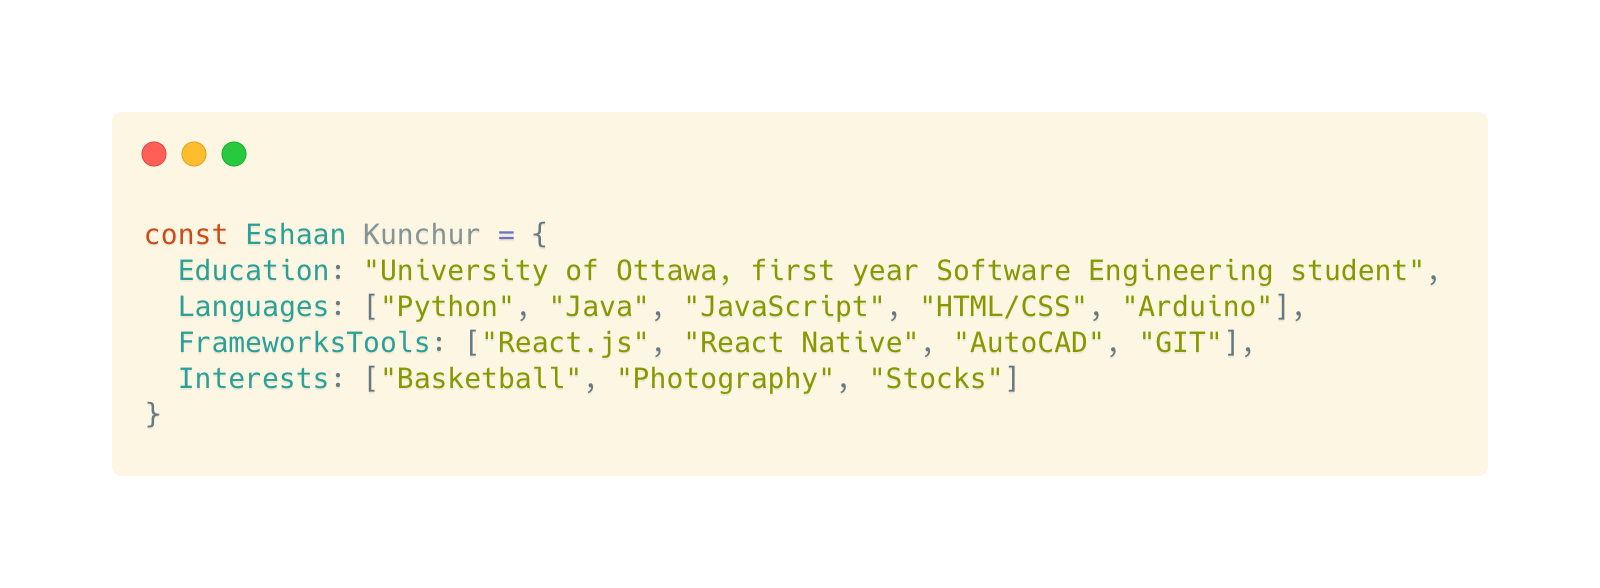 const Eshaan Kunchur = {
  Education: "University of Ottawa, first year Software Engineering student",
  Languages: ["Python", "Java", "JavaScript", "HTML/CSS", "Arduino"],
  FrameworksTools: ["React.js", "React Native", "AutoCAD", "GIT"],
  Interests: ["Basketball", "Photography", "Stocks"]
}